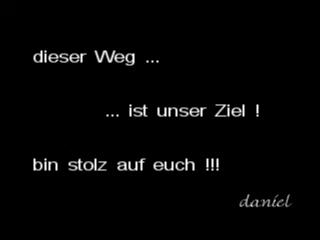 dieser Weg ...
... ist unser Ziel !
bin stolz auf euch !!!
daniel